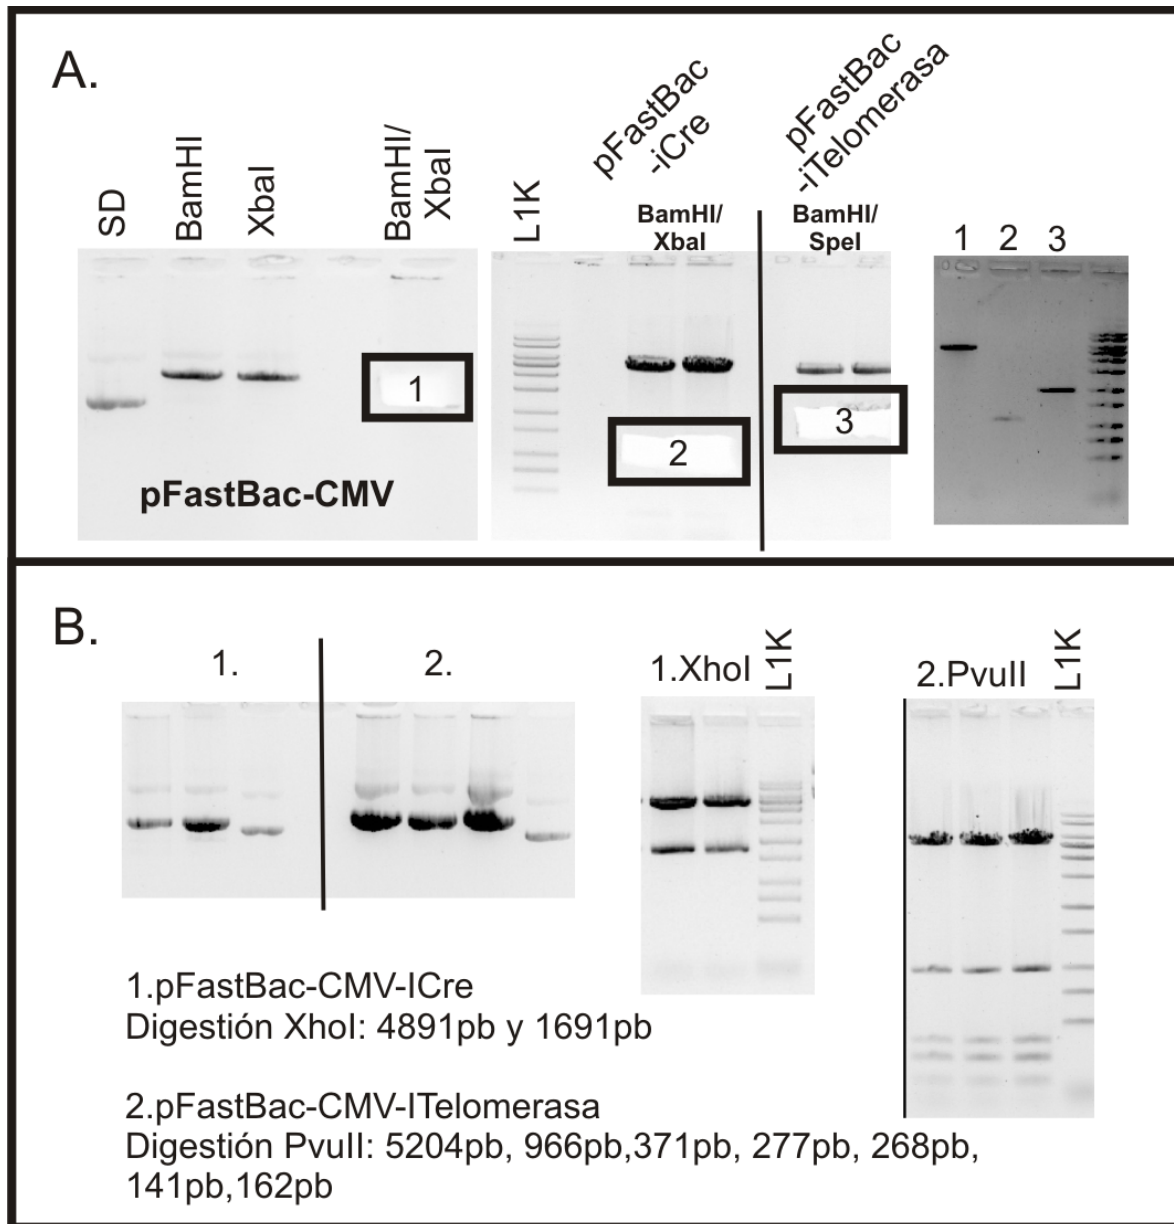 A.
SD
BamHI
XbaI
BamHI/
XbaI
L1K
pFastBac
-iCre
pFastBac
-iTelomerasa
BamHI/
XbaI
BamHI/
SpeI
1
2
3
1
2
3
pFastBac-CMV
B.
1.
2.
1.XhoI
L1K
2.PvuII
L1K
1.pFastBac-CMV-ICre
Digestión XhoI: 4891pb y 1691pb
2.pFastBac-CMV-ITelomerasa
Digestión PvuII: 5204pb, 966pb,371pb, 277pb, 268pb,
141pb,162pb